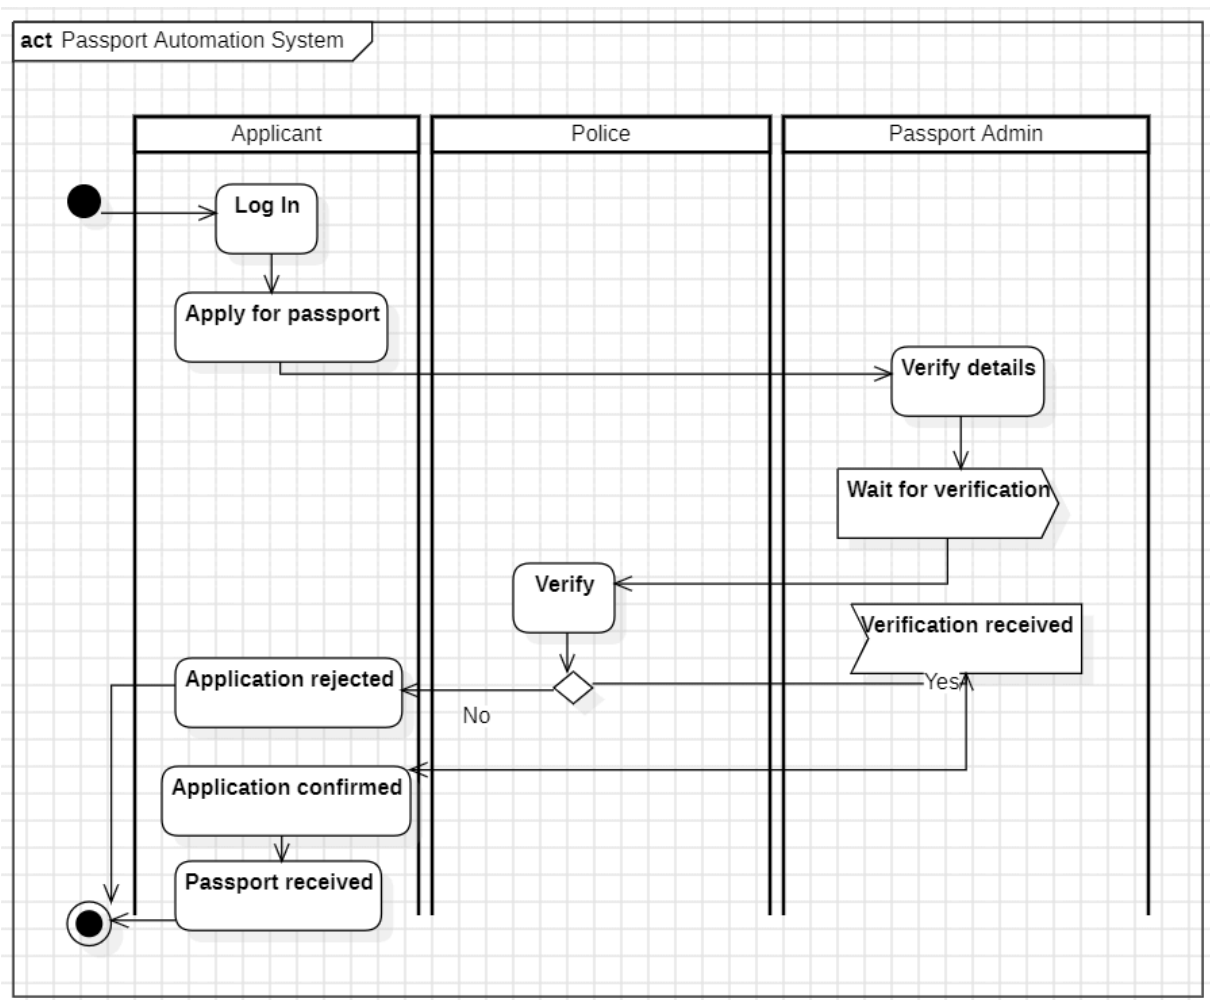 act Passport Automation System
Applicant
Police
Passport Admin
Log In
Apply for passport
Verify details
Wait for verification
Verify
Verification received
Application rejected
Yes
No
Application confirmed
Passport received